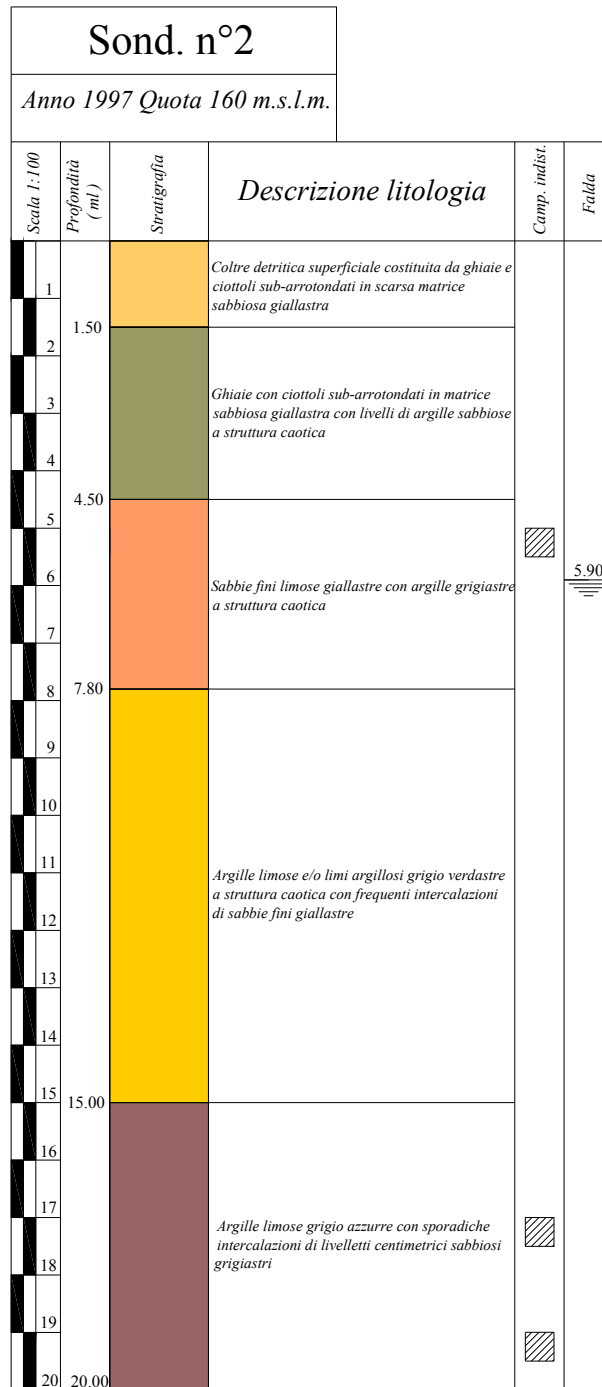 Sond. n°2
Anno 1997 Quota 160 m.s.l.m.
Scala 1:100
Profondità
( ml )
Stratigrafia
Descrizione litologia
Camp. indist.
Falda
Coltre detritica superficiale costituita da ghiaie e
ciottoli sub-arrotondati in scarsa matrice
sabbiosa giallastra
1
1.50
2
3
Ghiaie con ciottoli sub-arrotondati in matrice
sabbiosa giallastra con livelli di argille sabbiose
a struttura caotica
4
4.50
5
6
5.90
Sabbie fini limose giallastre con argille grigiastre
a struttura caotica
7
7.80
8
9
10
11
Argille limose e/o limi argillosi grigio verdastre
a struttura caotica con frequenti intercalazioni
di sabbie fini giallastre
12
13
14
15
15.00
16
17
Argille limose grigio azzurre con sporadiche
intercalazioni di livelletti centimetrici sabbiosi
grigiastri
18
19
20
20.00